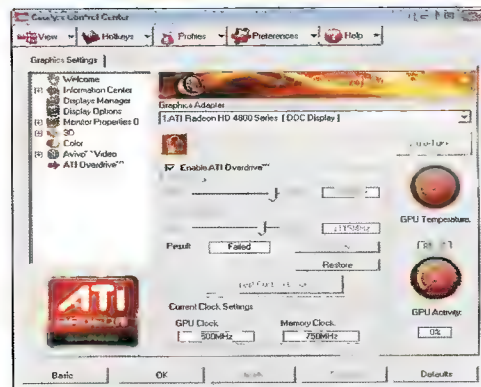 Catalyst Control Center
View Hotkeys Profiles Preferences Help
Graphics Settings
Welcome
Information Center
Displays Manager
Display Options
Monitor Properties 0
3D
Color
Avivo™ Video
ATI Overdrive™
Graphics Adapter
1.ATI Radeon HD 4800 Series [ DDC Display ]
Enable ATI Overdrive™
GPU Temperature
Result Failed
Restore
ATI
Current Clock Settings
GPU Clock
500MHz
Memory Clock
750MHz
GPU Activity
0%
Basic OK Defaults